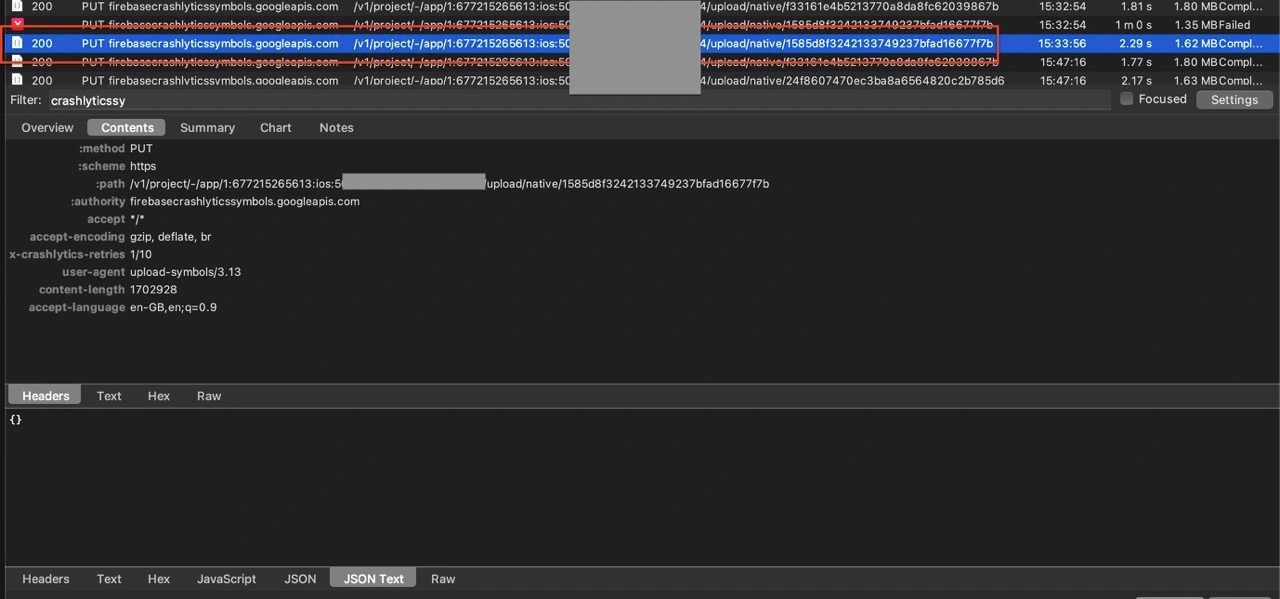 200 PUT firebasecrashlyticssymbols.googleapis.com /v1/project/-/app/1:677215265613:ios:50 4/upload/native/f33161e4b5213770a8da8fc62039867b 15:32:54 1.81 s 1.80 MB Compl...
PUT firebasecrashlyticssymbols.googleapis.com /v1/project/-/app/1:677215265613:ios:50 4/upload/native/1585d8f3242133749237bfad16677f7b 15:32:54 1 m 0 s 1.35 MB Failed
200 PUT firebasecrashlyticssymbols.googleapis.com /v1/project/-/app/1:677215265613:ios:50 4/upload/native/1585d8f3242133749237bfad16677f7b 15:33:56 2.29 s 1.62 MB Compl...
200 PUT firebasecrashlyticssymbols.googleapis.com /v1/project/-/app/1:677215265613:ios:50 4/upload/native/f33161e4b5213770a8da8fc62039867b 15:47:16 1.77 s 1.80 MB Compl...
200 PUT firebasecrashlyticssymbols.googleapis.com /v1/project/-/app/1:677215265613:ios:50 4/upload/native/24f8607470ec3ba8a6564820c2b785d6 15:47:16 2.17 s 1.63 MB Compl...
Filter: crashlyticssy Focused Settings
Overview Contents Summary Chart Notes
:method PUT
:scheme https
:path /v1/project/-/app/1:677215265613:ios:5 /upload/native/1585d8f3242133749237bfad16677f7b
:authority firebasecrashlyticssymbols.googleapis.com
accept */*
accept-encoding gzip, deflate, br
x-crashlytics-retries 1/10
user-agent upload-symbols/3.13
content-length 1702928
accept-language en-GB,en;q=0.9
Headers Text Hex Raw
{}
Headers Text Hex JavaScript JSON JSON Text Raw